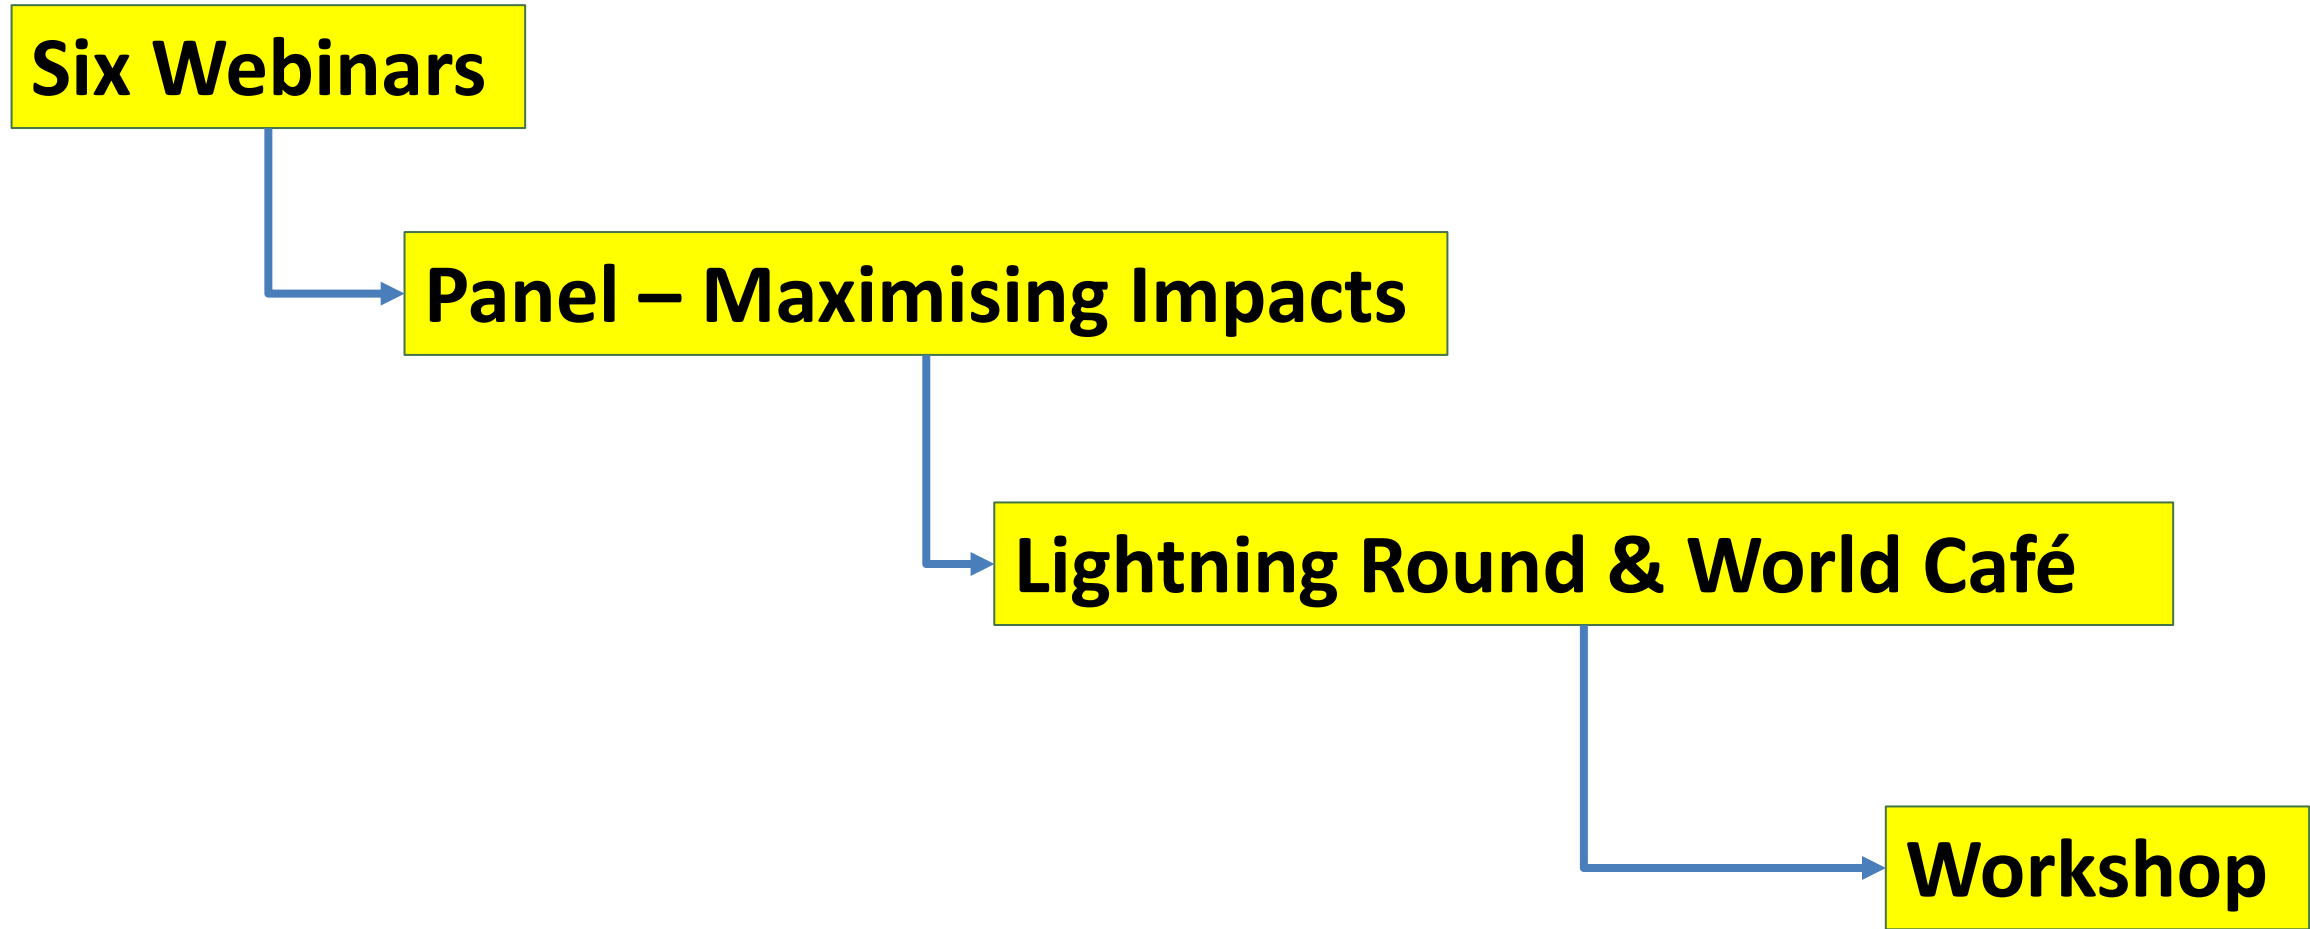 Six Webinars
Panel – Maximising Impacts
Lightning Round & World Café
Workshop